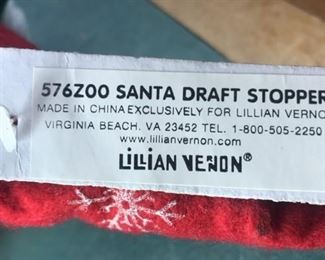 576Z00 SANTA DRAFT STOPPER
MADE IN CHINA EXCLUSIVELY FOR LILLIAN VERNO
VIRGINIA BEACH. VA 23452 TEL. 1-800-505-2250
www.lillianvernon.com
LILLIAN VERNON®